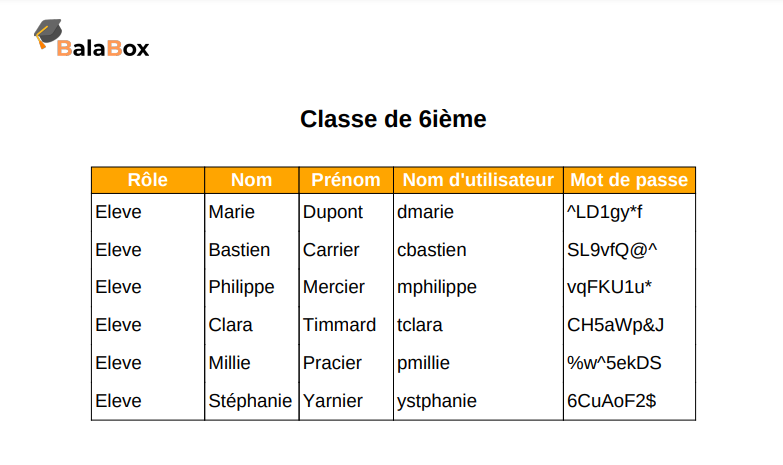 BalaBox
Classe de 6ième
Rôle Nom Prénom Nom d'utilisateur Mot de passe
Eleve Marie Dupont dmarie ^LD1gy*f
Eleve Bastien Carrier cbastien SL9vfQ@^
Eleve Philippe Mercier mphilippe vqFKU1u*
Eleve Clara Timmard tclara CH5aWp&J
Eleve Millie Pracier pmillie %w^5ekDS
Eleve Stéphanie Yarnier ystphanie 6CuAoF2$